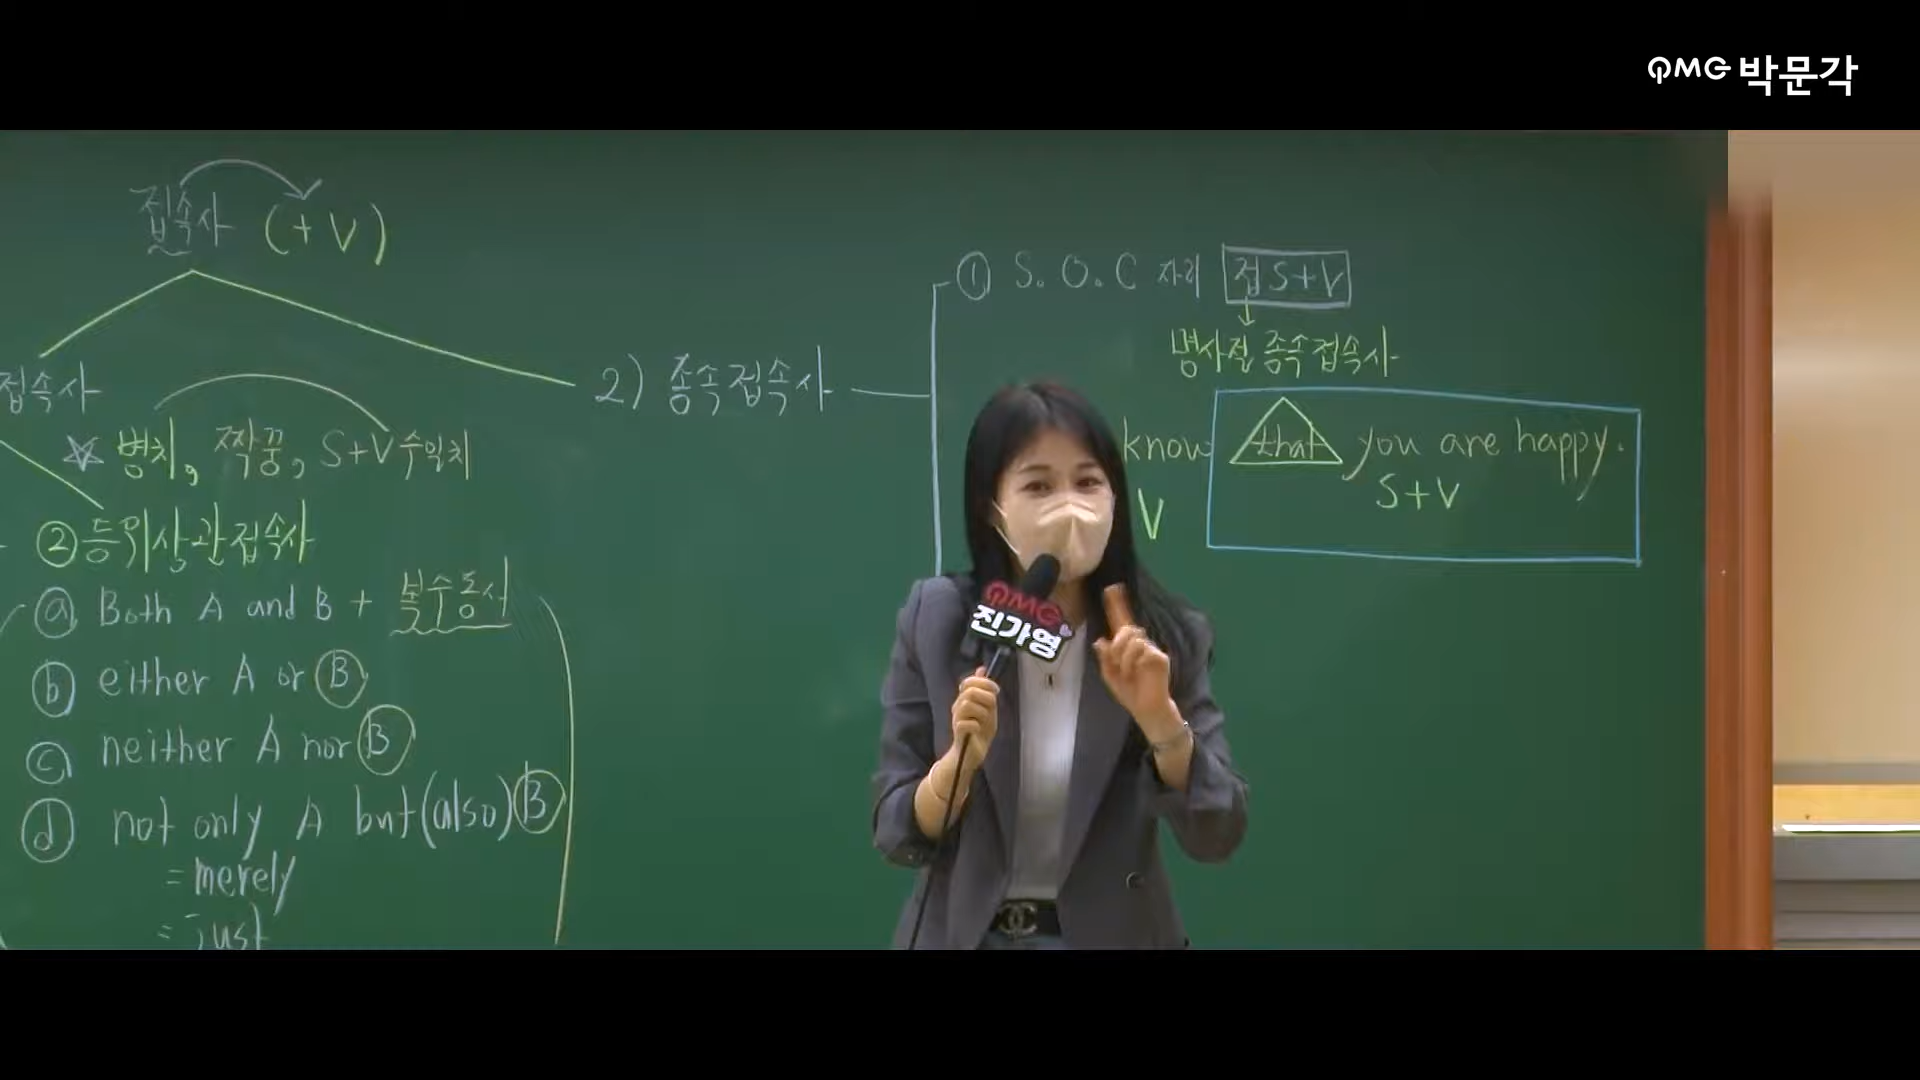 PMG 박문각
접속사 (+ V)
접속사
☆ 병치, 짝꿍, S+V수일치
② 등위상관접속사
ⓐ Both A and B + 복수동사
ⓑ either A or B
ⓒ neither A nor B
ⓓ not only A but (also) B
= merely
= just
2) 종속접속사
① S. O. C 자리 접 S+V
↓
명사절 종속접속사
know that you are happy.
V S+V
PMG
진가영